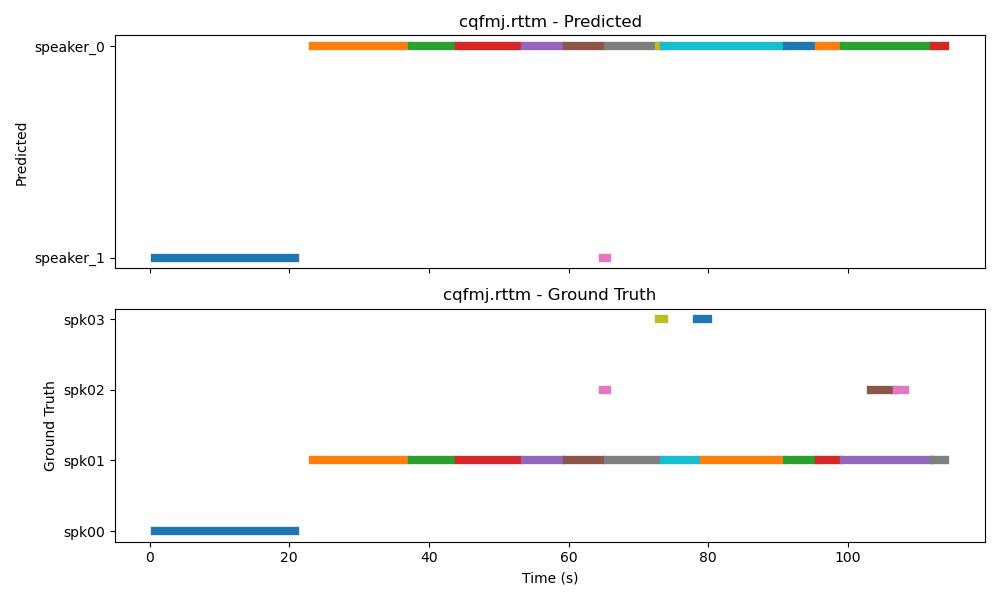 cqfmj.rttm - Predicted
speaker_0
Predicted
speaker_1
cqfmj.rttm - Ground Truth
spk03
spk02
Ground Truth
spk01
spk00
0 20 40 60 80 100
Time (s)